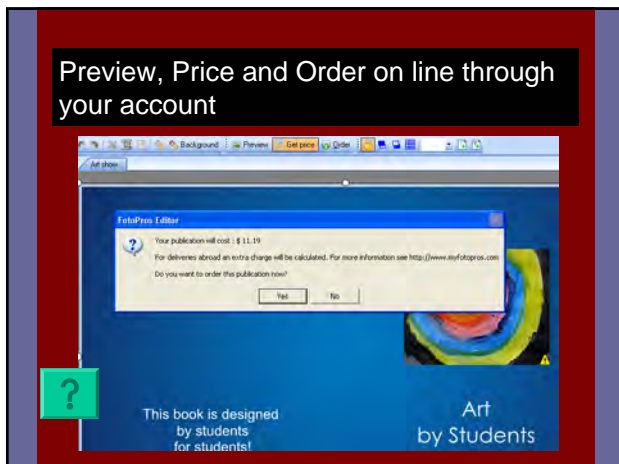 Preview, Price and Order on line through
your account
Background Preview Get price Order
Art show
FotoPros Editor
Your publication will cost : $ 11.19
For deliveries abroad an extra charge will be calculated. For more information see http://www.myfotopros.com
Do you want to order this publication now?
Yes No
?
This book is designed
by students
for students!
Art
by Students